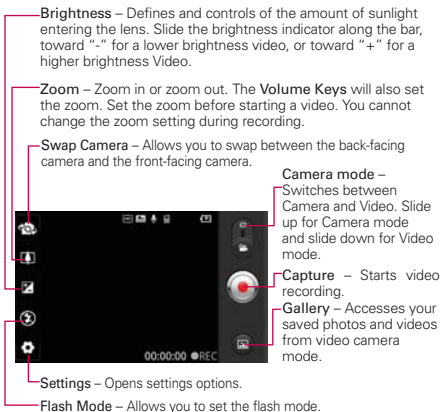 Brightness – Defines and controls of the amount of sunlight
entering the lens. Slide the brightness indicator along the bar,
toward “-” for a lower brightness video, or toward “+” for a
higher brightness Video.
Zoom – Zoom in or zoom out. The Volume Keys will also set
the zoom. Set the zoom before starting a video. You cannot
change the zoom setting during recording.
Swap Camera – Allows you to swap between the back-facing
camera and the front-facing camera.
Camera mode –
Switches between
Camera and Video. Slide
up for Camera mode
and slide down for Video
mode.
Capture – Starts video
recording.
Gallery – Accesses your
saved photos and videos
from video camera
mode.
00:00:00 REC
Settings – Opens settings options.
Flash Mode – Allows you to set the flash mode.